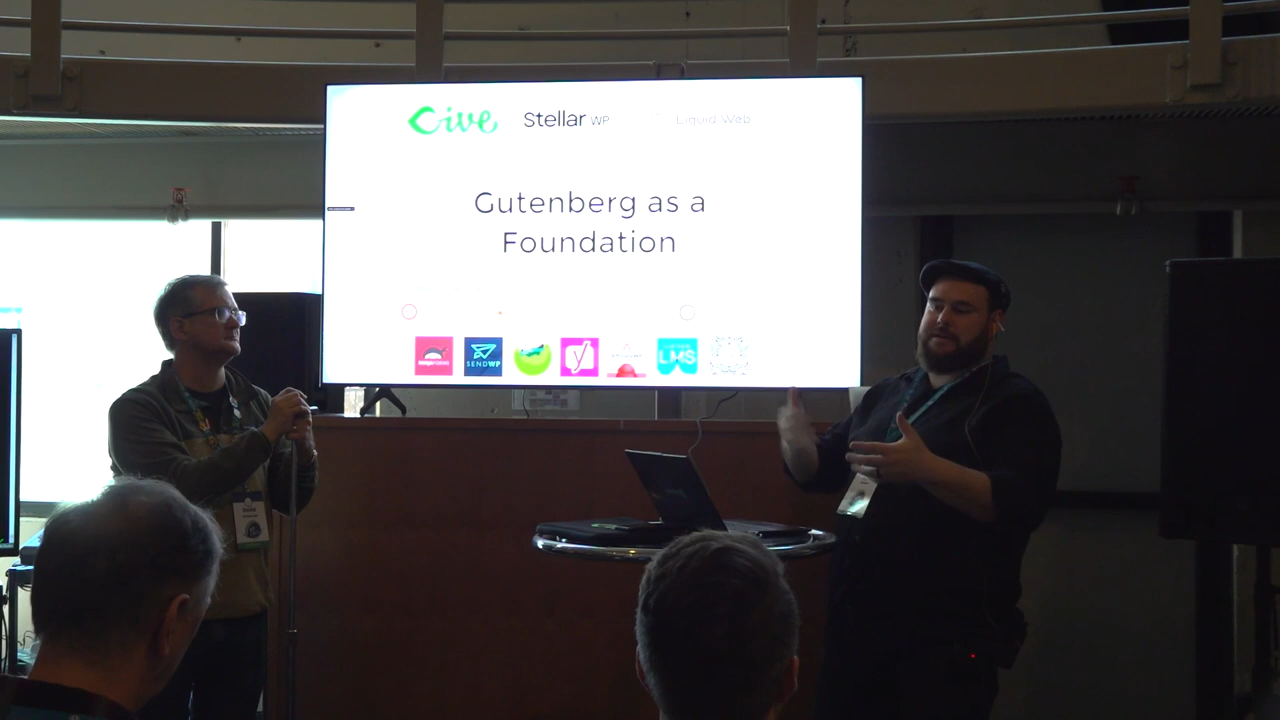 Give
Stellar WP
Liquid Web
Gutenberg as a
Foundation
SENDWP
LMS